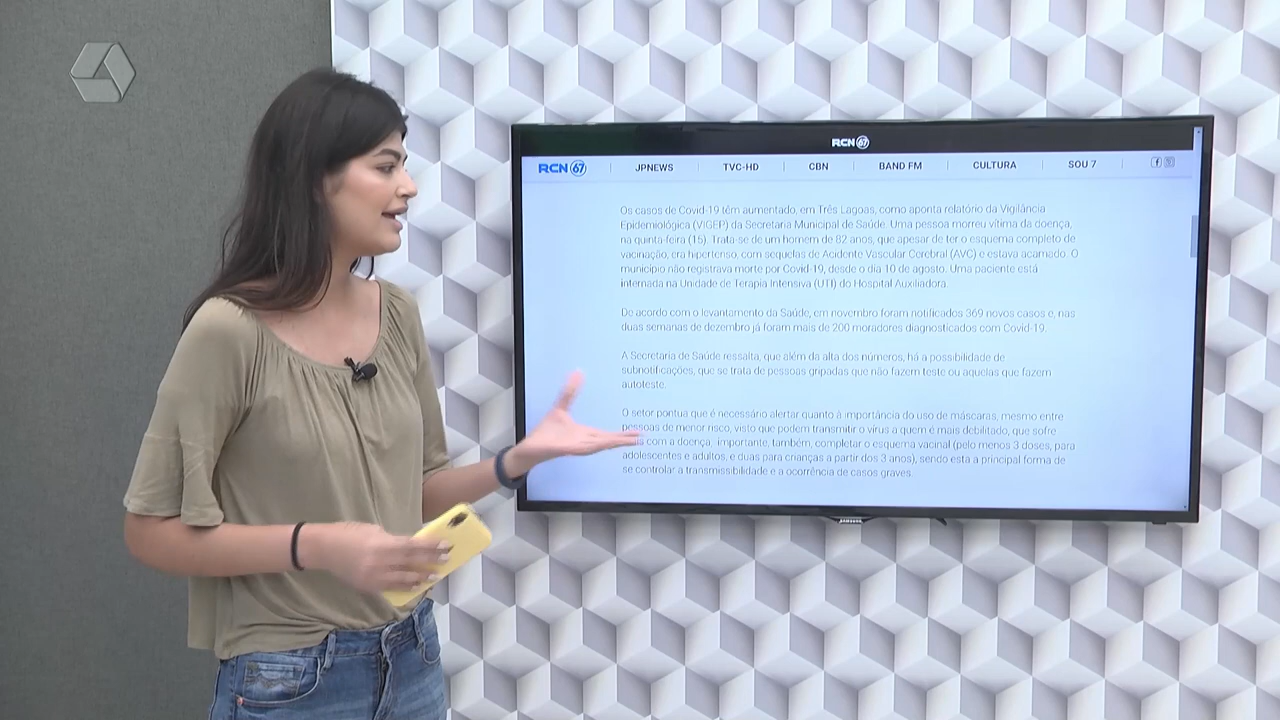 RCN 67
RCN 67 JPNEWS TVC-HD CBN BAND FM CULTURA SOU 7
Os casos de Covid-19 têm aumentado, em Três Lagoas, como aponta relatório da Vigilância
Epidemiológica (VIGEP) da Secretaria Municipal de Saúde. Uma pessoa morreu vítima da doença,
na quinta-feira (15). Trata-se de um homem de 82 anos, que apesar de ter o esquema completo de
vacinação, era hipertenso, com sequelas de Acidente Vascular Cerebral (AVC) e estava acamado. O
município não registrava morte por Covid-19, desde o dia 10 de agosto. Uma paciente está
internada na Unidade de Terapia Intensiva (UTI) do Hospital Auxiliadora.
De acordo com o levantamento da Saúde, em novembro foram notificados 369 novos casos e, nas
duas semanas de dezembro já foram mais de 200 moradores diagnosticados com Covid-19.
A Secretaria de Saúde ressalta, que além da alta dos números, há a possibilidade de
subnotificações, que se trata de pessoas gripadas que não fazem teste ou aquelas que fazem
autoteste.
O setor pontua que é necessário alertar quanto à importância do uso de máscaras, mesmo entre
pessoas de menor risco, visto que podem transmitir o vírus a quem é mais debilitado, que sofre
com a doença, importante, também, completar o esquema vacinal (pelo menos 3 doses, para
adolescentes e adultos, e duas para crianças a partir dos 3 anos), sendo esta a principal forma de
se controlar a transmissibilidade e a ocorrência de casos graves.
SAMSUNG